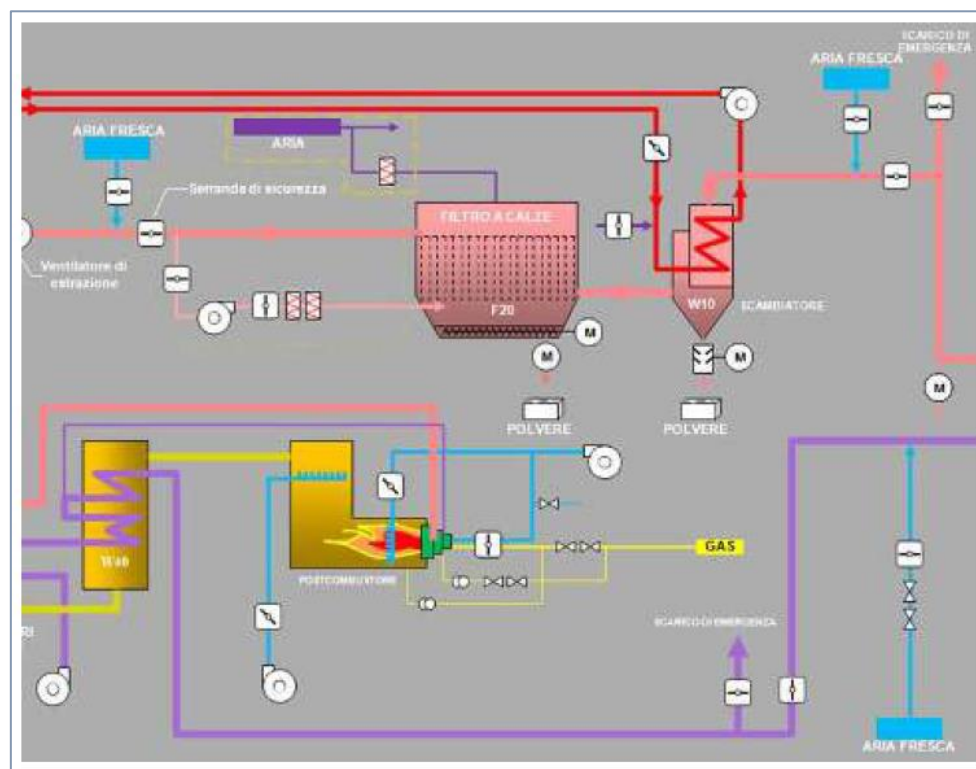 SCARICO DI
EMERGENZA
ARIA FRESCA
ARIA FRESCA
ARIA
Serranda di sicurezza
FILTRO A CALZE
Ventilatore di
estrazione
F20
W10
SCAMBIATORE
M
M
M
M
POLVERE
POLVERE
GAS
POSTCOMBUSTORE
RI
SCARICO DI EMERGENZA
ARIA FRESCA